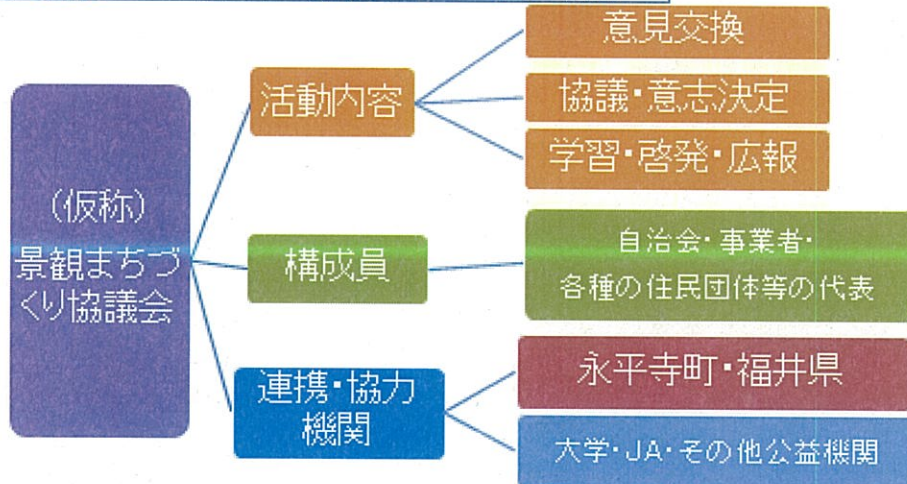 (仮称)
景観まちづ
くり協議会
活動内容
意見交換
協議・意志決定
学習・啓発・広報
構成員
自治会・事業者・
各種の住民団体等の代表
連携・協力
機関
永平寺町・福井県
大学・JA・その他公益機関